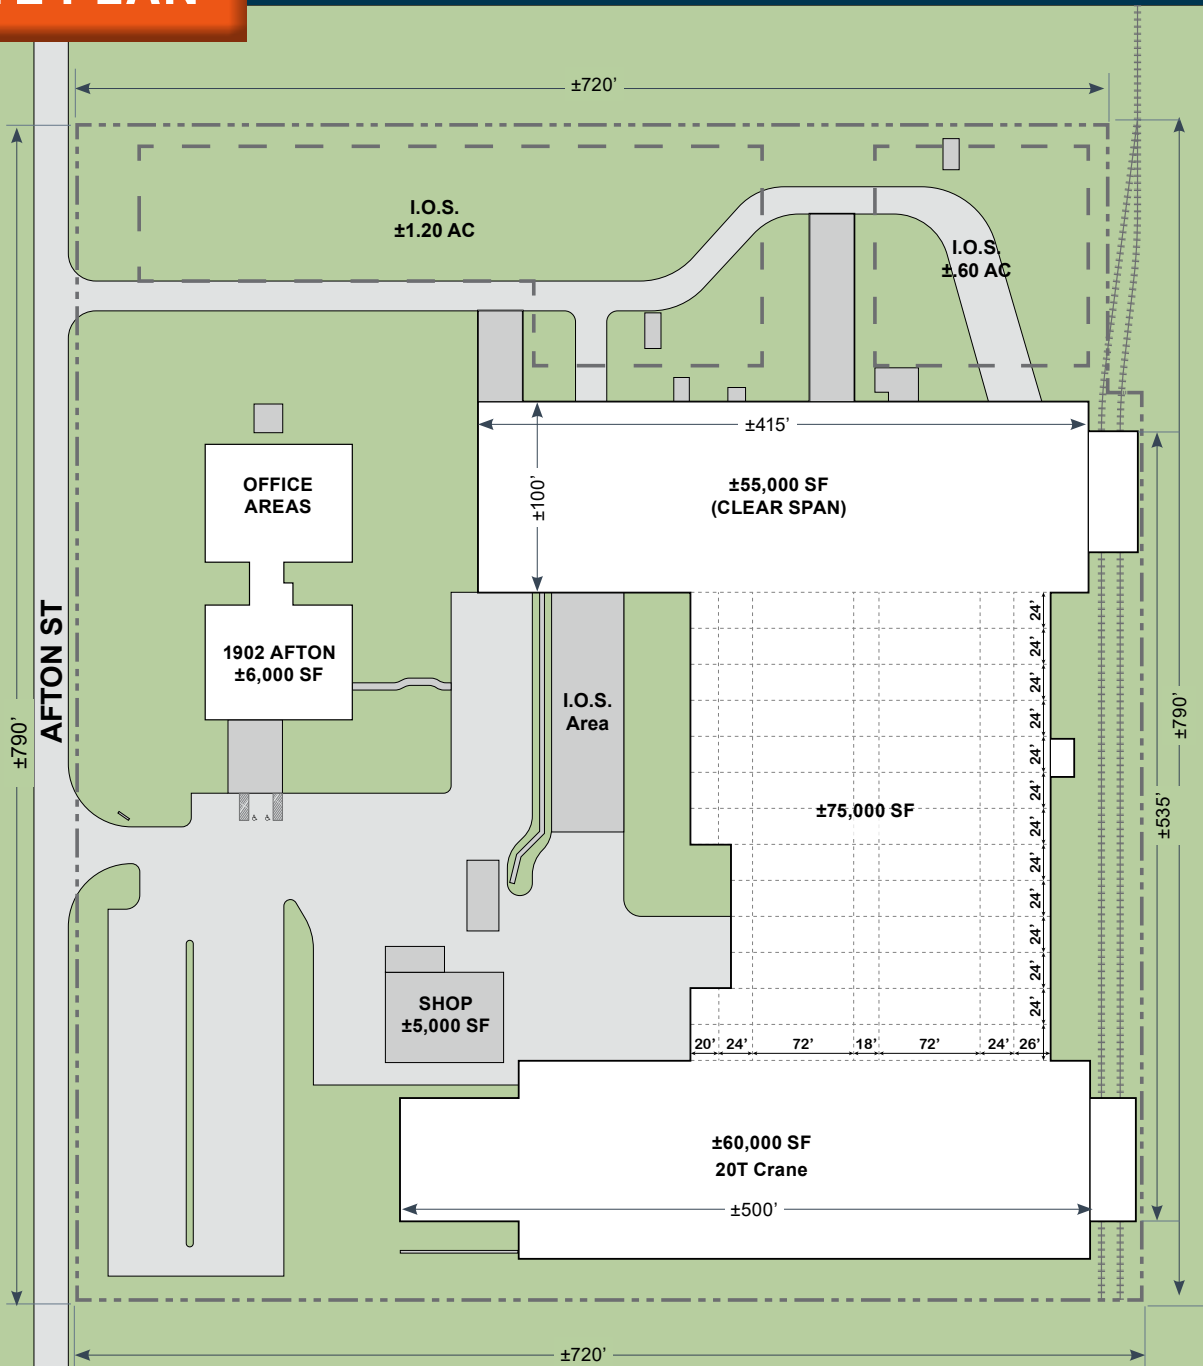 PLAN
±720'
I.O.S.
±1.20 AC
I.O.S.
±.60 AC
±415'
±100'
±55,000 SF
(CLEAR SPAN)
OFFICE
AREAS
1902 AFTON
±6,000 SF
AFTON ST
±790'
I.O.S.
Area
±75,000 SF
24'
24'
24'
24'
24'
24'
24'
24'
24'
24'
24'
24'
±790'
±535'
SHOP
±5,000 SF
20' 24' 72' 18' 72' 24' 26'
±60,000 SF
20T Crane
±500'
±720'